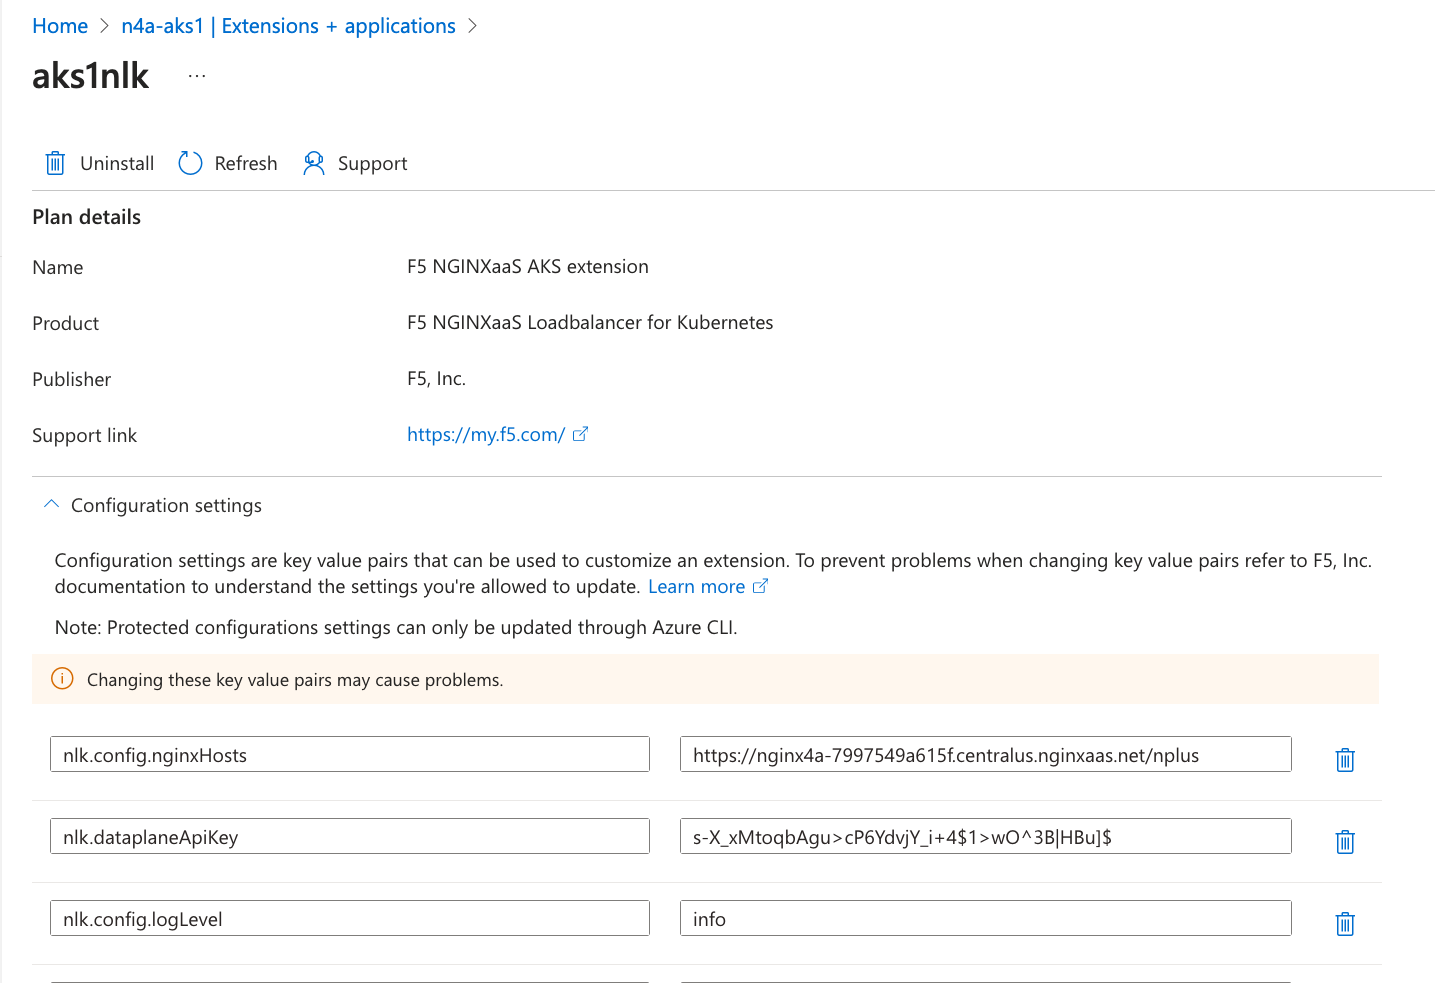 Home > n4a-aks1 | Extensions + applications >
aks1nlk ...
Uninstall Refresh Support
Plan details
Name F5 NGINXaaS AKS extension
Product F5 NGINXaaS Loadbalancer for Kubernetes
Publisher F5, Inc.
Support link https://my.f5.com/
Configuration settings
Configuration settings are key value pairs that can be used to customize an extension. To prevent problems when changing key value pairs refer to F5, Inc.
documentation to understand the settings you're allowed to update. Learn more
Note: Protected configurations settings can only be updated through Azure CLI.
Changing these key value pairs may cause problems.
nlk.config.nginxHosts https://nginx4a-7997549a615f.centralus.nginxaas.net/nplus
nlk.dataplaneApiKey s-X_xMtoqbAgu>cP6YdvjY_i+4$1>wO^3B|HBu]$
nlk.config.logLevel info